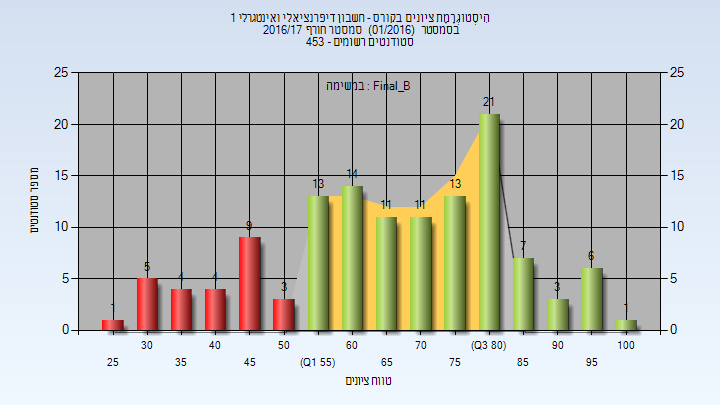 היסטוגרמת ציונים בקורס - חשבון דיפרנציאלי ואינטגרלי 1
בסמסטר (01/2016) סמסטר חורף 2016/17
סטודנטים רשומים - 453
במשימה : Final_B
מספר סטודנטים
25 25
20 20
15 15
10 10
5 5
0 0
1 5 4 4 9 3 13 14 11 11 13 21 7 3 6 1
30 40 50 60 70 (Q3 80) 90 100
25 35 45 (Q1 55) 65 75 85 95
טווח ציונים